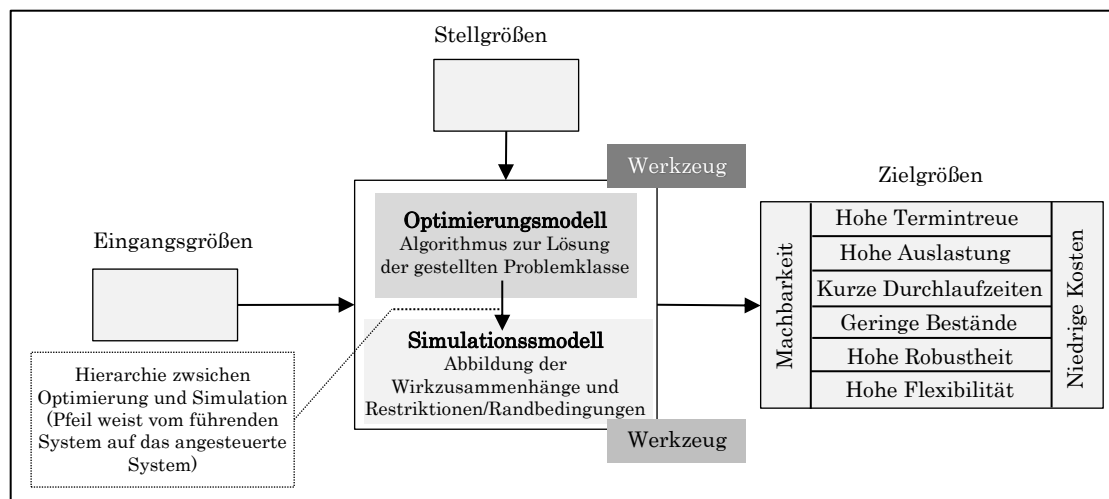 Stellgrößen
Werkzeug
Optimierungsmodell
Algorithmus zur Lösung
der gestellten Problemklasse
Simulationssmodell
Abbildung der
Wirkzusammenhänge und
Restriktionen/Randbedingungen
Werkzeug
Eingangsgrößen
Hierarchie zwsichen
Optimierung und Simulation
(Pfeil weist vom führenden
System auf das angesteuerte
System)
Zielgrößen
Machbarkeit
Hohe Termintreue
Hohe Auslastung
Kurze Durchlaufzeiten
Geringe Bestände
Hohe Robustheit
Hohe Flexibilität
Niedrige Kosten